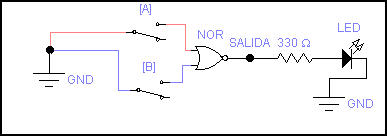 [A]
NOR
LED
SALIDA
330 Ω
[B]
GND
GND